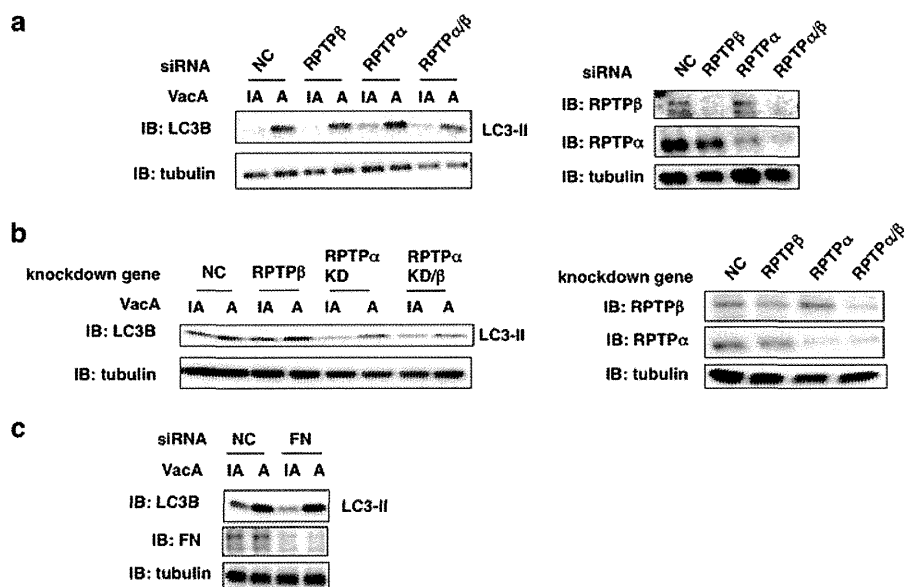 a
siRNA NC RPTPβ RPTPα RPTPα/β
VacA IA A IA A IA A IA A
IB: LC3B LC3-II
IB: tubulin
siRNA NC RPTPβ RPTPα RPTPα/β
IB: RPTPβ
IB: RPTPα
IB: tubulin
b
knockdown gene NC RPTPβ RPTPα KD RPTPα KD/β
VacA IA A IA A IA A IA A
IB: LC3B LC3-II
IB: tubulin
knockdown gene NC RPTPβ RPTPα RPTPα/β
IB: RPTPβ
IB: RPTPα
IB: tubulin
c
siRNA NC FN
VacA IA A IA A
IB: LC3B LC3-II
IB: FN
IB: tubulin